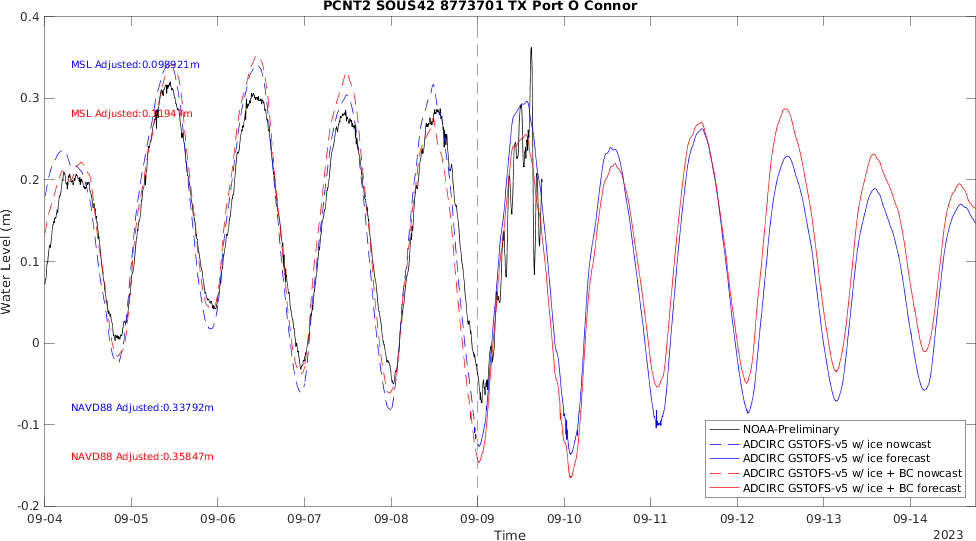 PCNT2 SOUS42 8773701 TX Port O Connor
0.4
0.3
0.2
0.1
0
-0.1
-0.2
Water Level (m)
MSL Adjusted:0.098921m
MSL Adjusted:0.11947m
NAVD88 Adjusted:0.33792m
NAVD88 Adjusted:0.35847m
NOAA-Preliminary
ADCIRC GSTOFS-v5 w/ ice nowcast
ADCIRC GSTOFS-v5 w/ ice forecast
ADCIRC GSTOFS-v5 w/ ice + BC nowcast
ADCIRC GSTOFS-v5 w/ ice + BC forecast
09-04 09-05 09-06 09-07 09-08 09-09 09-10 09-11 09-12 09-13 09-14
Time
2023